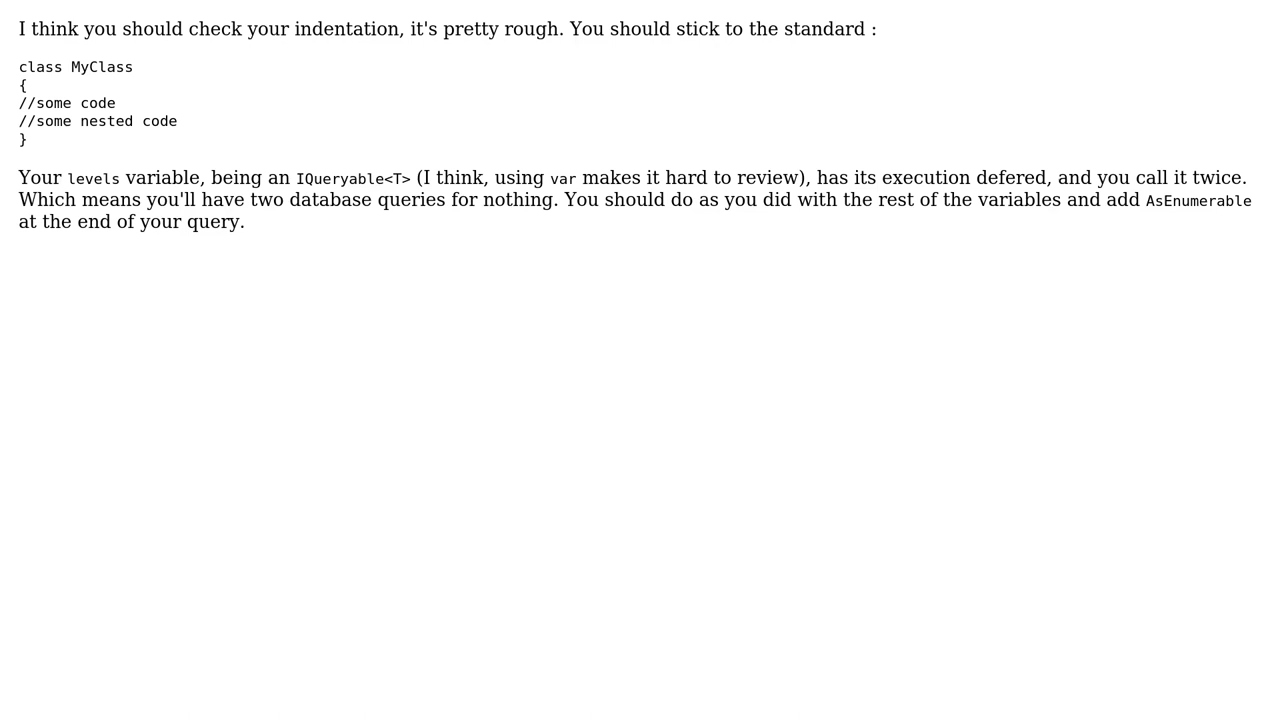 I think you should check your indentation, it's pretty rough. You should stick to the standard :
class MyClass
{
//some code
//some nested code
}
Your levels variable, being an IQueryable<T> (I think, using var makes it hard to review), has its execution defered, and you call it twice.
Which means you'll have two database queries for nothing. You should do as you did with the rest of the variables and add AsEnumerable
at the end of your query.